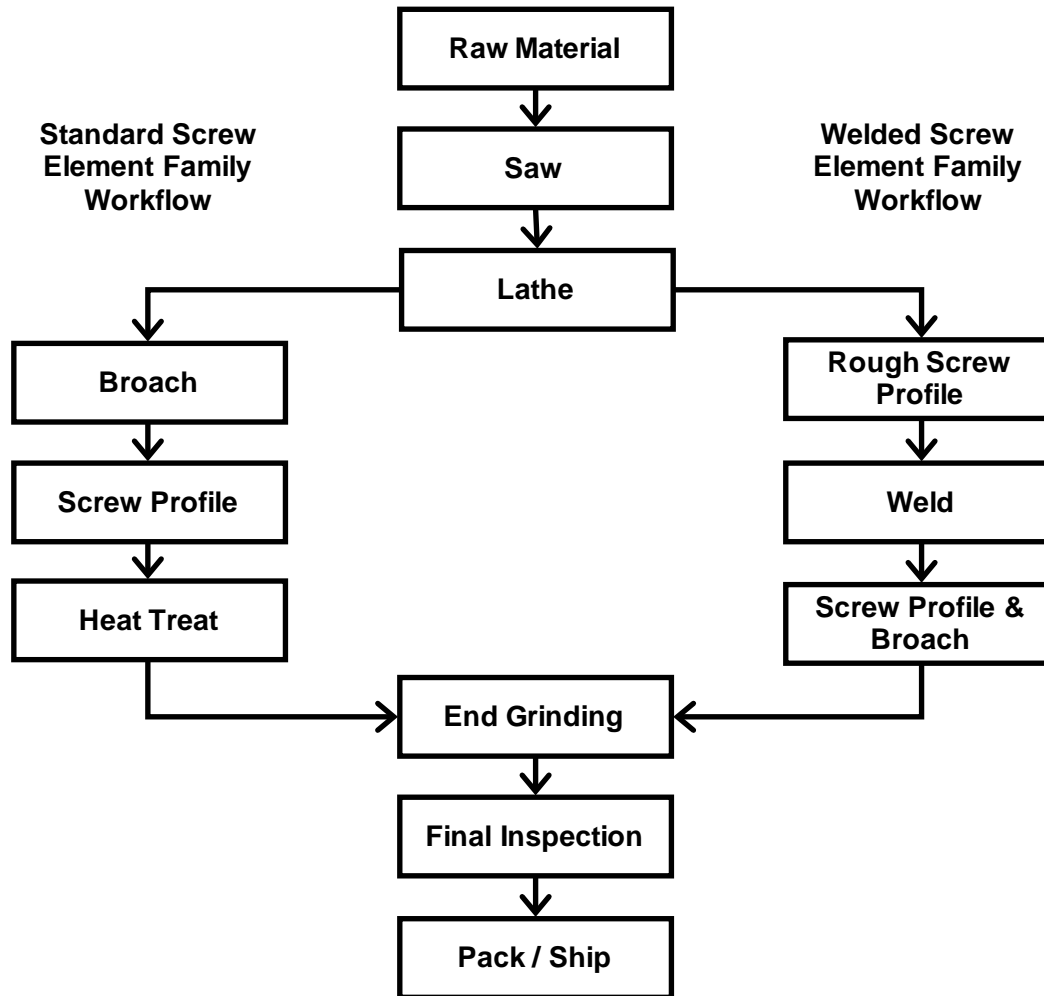 Raw Material
Standard Screw
Element Family
Workflow
Saw
Welded Screw
Element Family
Workflow
Lathe
Broach
Rough Screw
Profile
Screw Profile
Weld
Heat Treat
Screw Profile &
Broach
End Grinding
Final Inspection
Pack / Ship